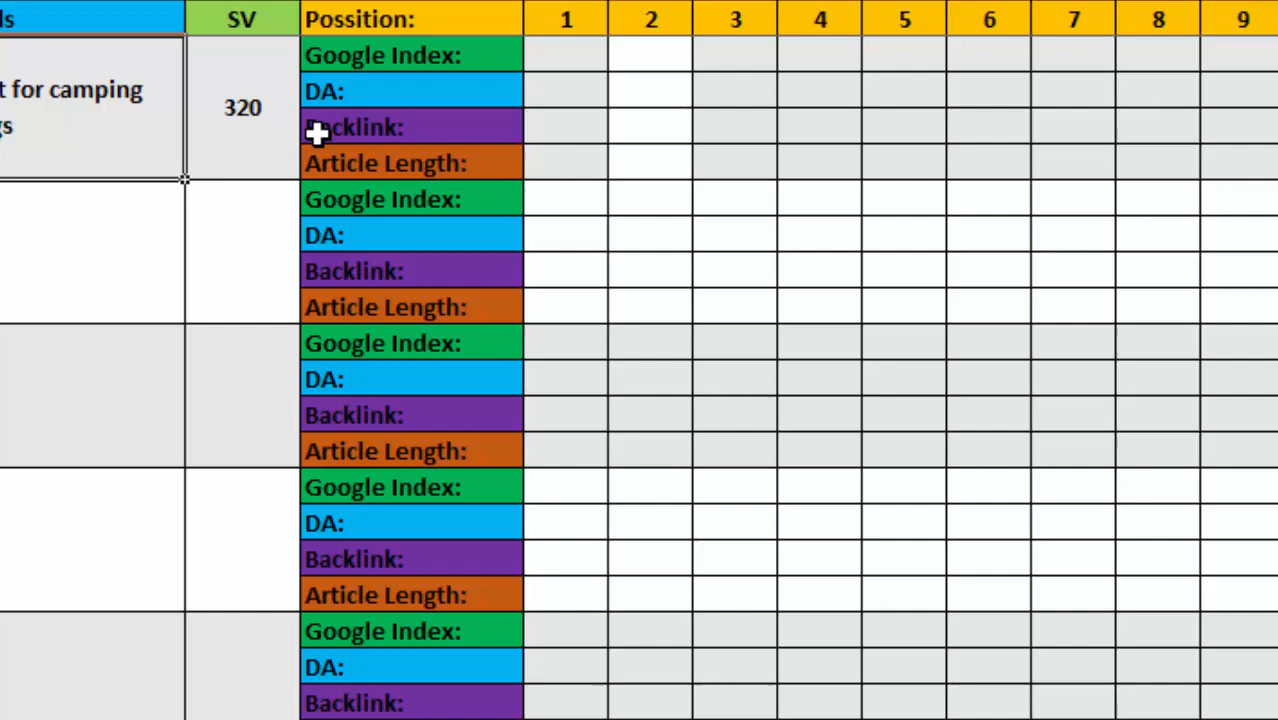 ls SV Possition: 1 2 3 4 5 6 7 8 9
Google Index:
t for camping
DA:
320
gs
cklink:
Article Length:
Google Index:
DA:
Backlink:
Article Length:
Google Index:
DA:
Backlink:
Article Length:
Google Index:
DA:
Backlink:
Article Length:
Google Index:
DA:
Backlink: